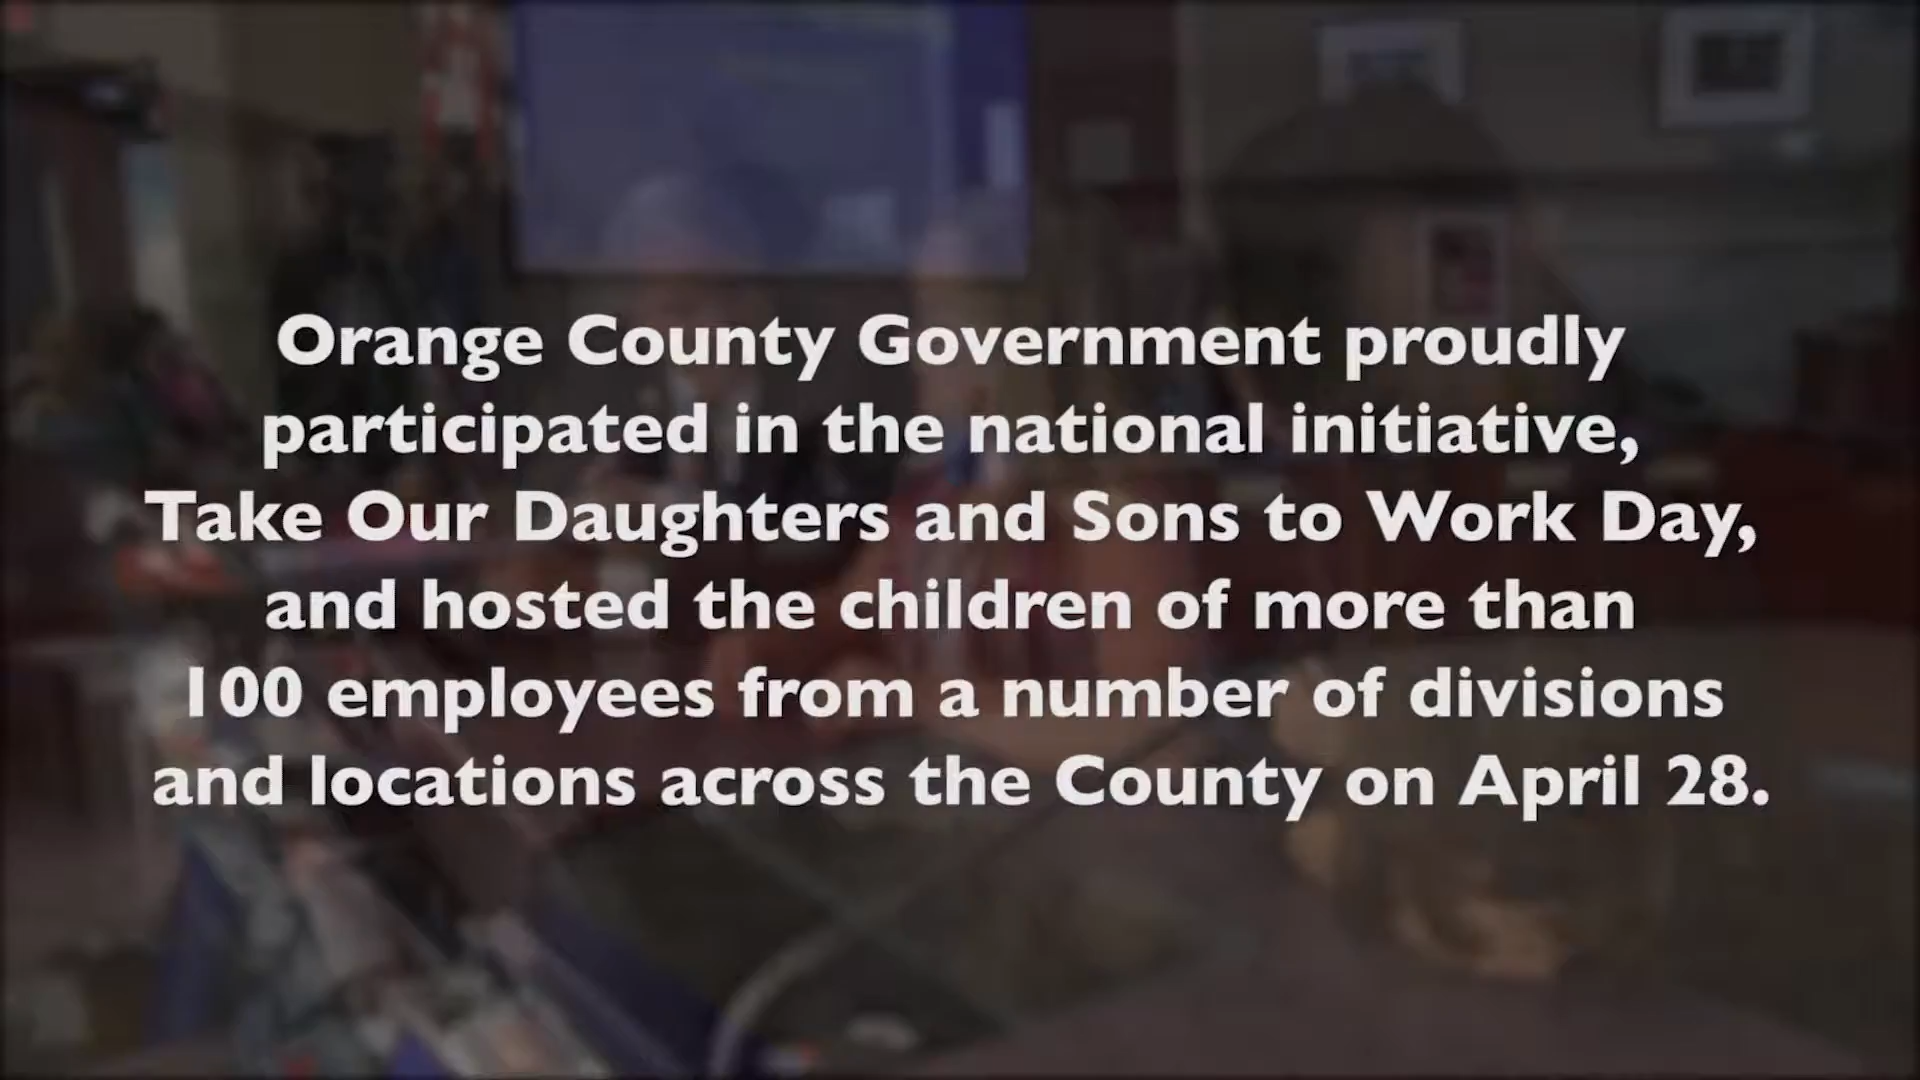 Orange County Government proudly
participated in the national initiative,
Take Our Daughters and Sons to Work Day,
and hosted the children of more than
100 employees from a number of divisions
and locations across the County on April 28.